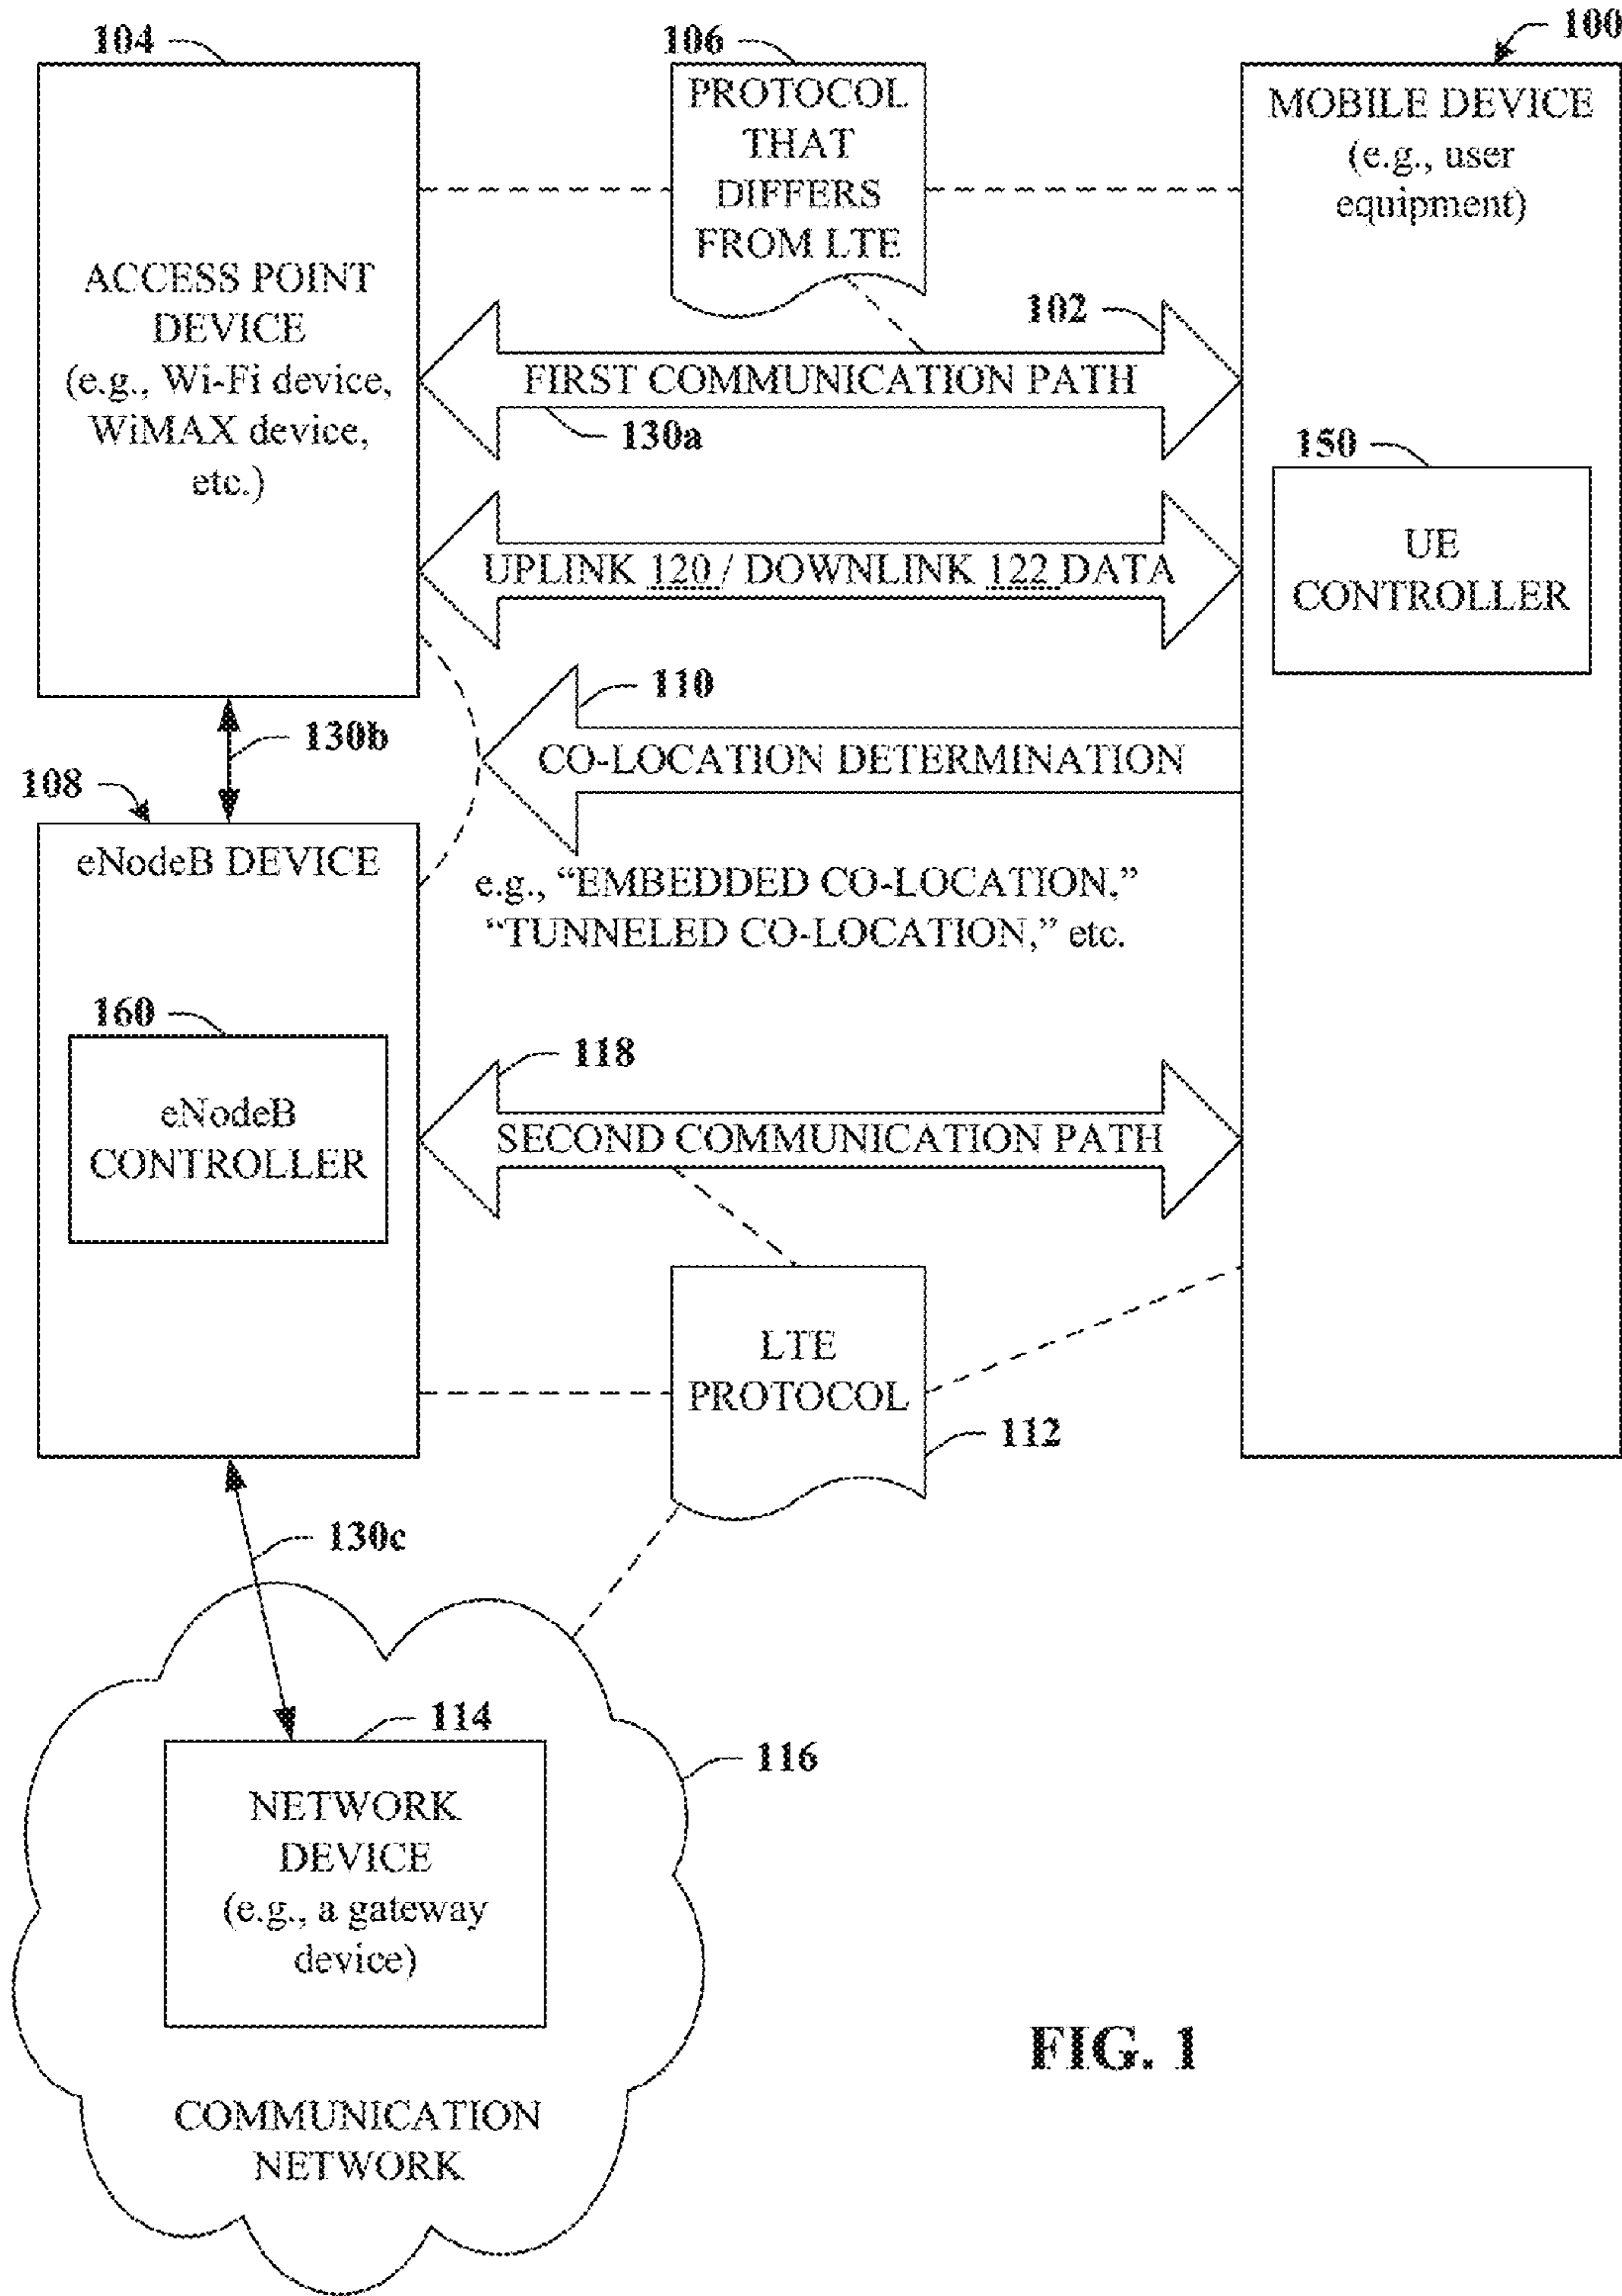 104
106
100
PROTOCOL
THAT
DIFFERS
FROM LTE
MOBILE DEVICE
(e.g., user
equipment)
ACCESS POINT
DEVICE
(e.g., Wi-Fi device,
WiMAX device,
etc.)
102
FIRST COMMUNICATION PATH
130a
150
UE
CONTROLLER
UPLINK 120 / DOWNLINK 122 DATA
110
130b
CO-LOCATION DETERMINATION
108
eNodeB DEVICE
e.g., “EMBEDDED CO-LOCATION,”
“TUNNELED CO-LOCATION,” etc.
160
118
eNodeB
CONTROLLER
SECOND COMMUNICATION PATH
LTE
PROTOCOL
112
130c
114
116
NETWORK
DEVICE
(e.g., a gateway
device)
COMMUNICATION
NETWORK
FIG. 1